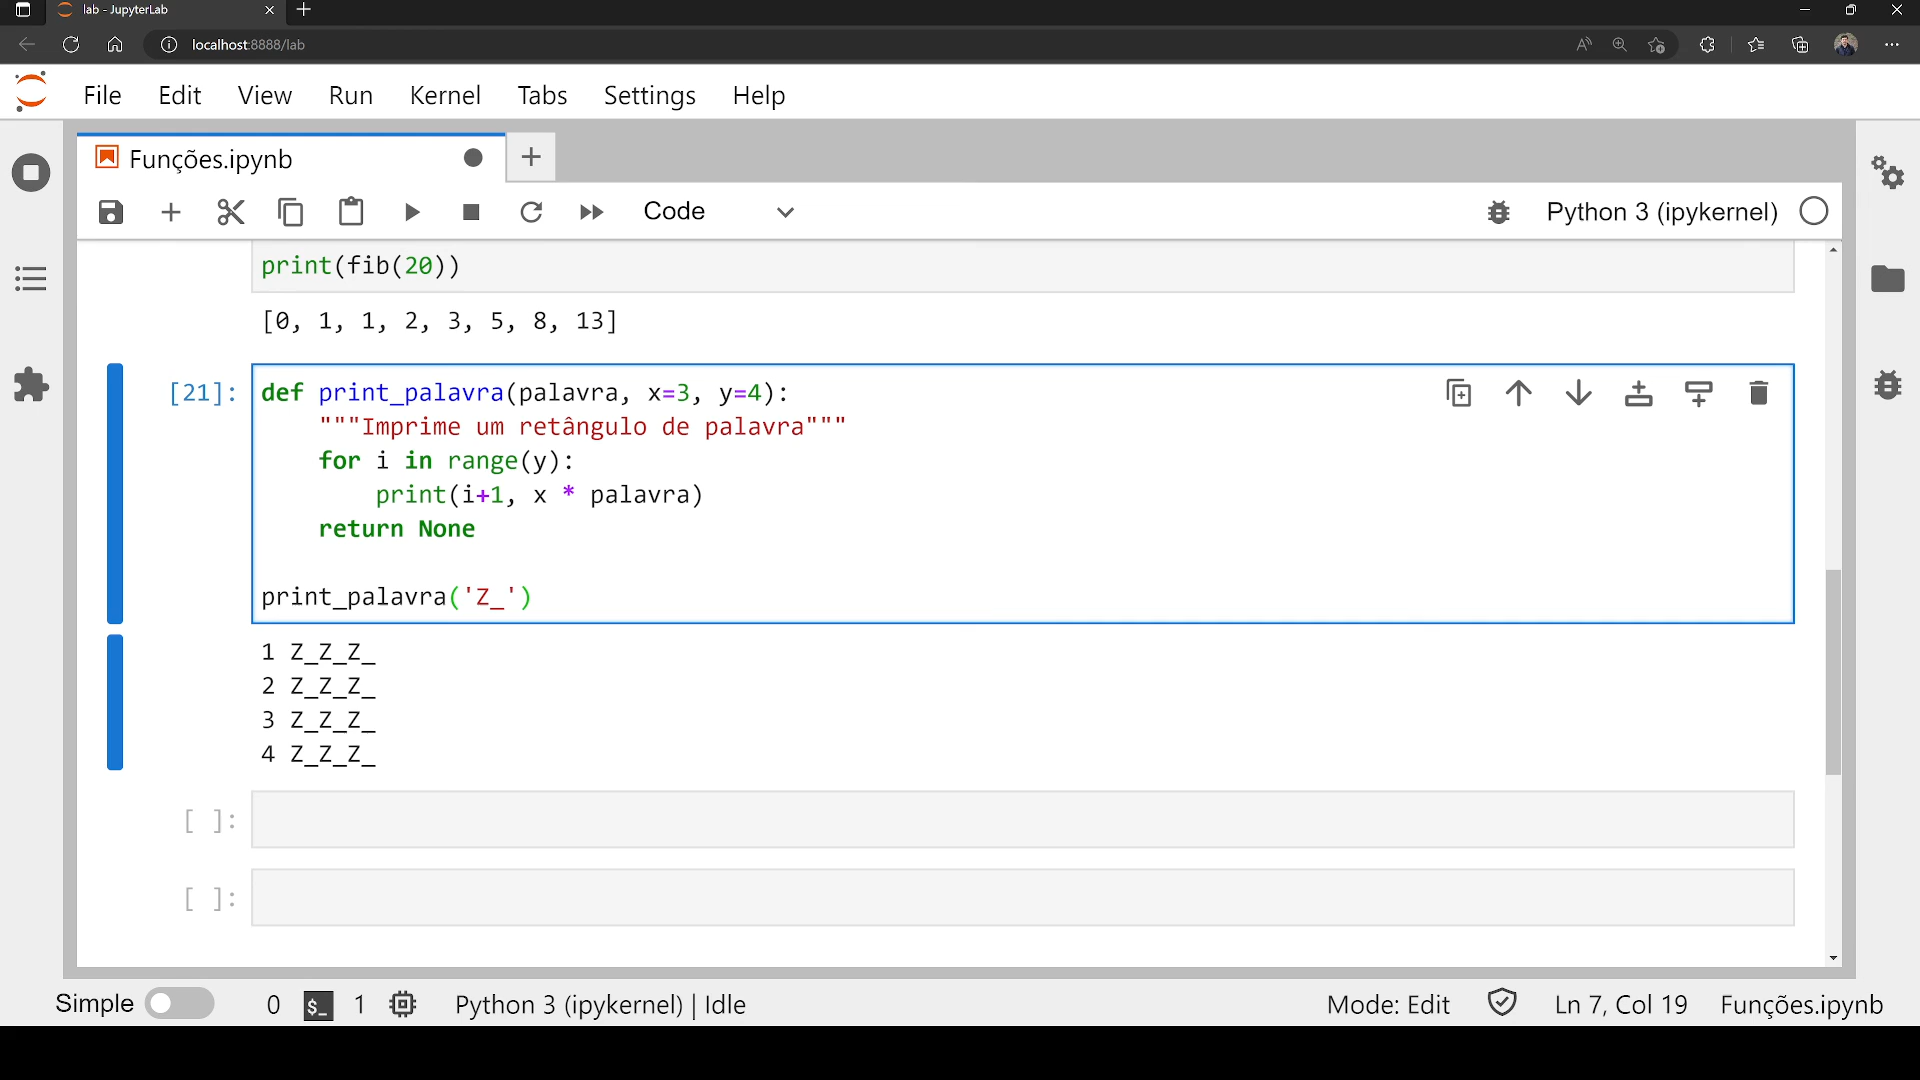 lab - JupyterLab
localhost:8888/lab
File Edit View Run Kernel Tabs Settings Help
Funções.ipynb
Code Python 3 (ipykernel)
print(fib(20))
[0, 1, 1, 2, 3, 5, 8, 13]
[21]: def print_palavra(palavra, x=3, y=4):
"""Imprime um retângulo de palavra"""
for i in range(y):
print(i+1, x * palavra)
return None
print_palavra('Z_')
1 Z_Z_Z_
2 Z_Z_Z_
3 Z_Z_Z_
4 Z_Z_Z_
[ ]:
[ ]:
Simple 0 $_ 1 Python 3 (ipykernel) | Idle Mode: Edit Ln 7, Col 19 Funções.ipynb